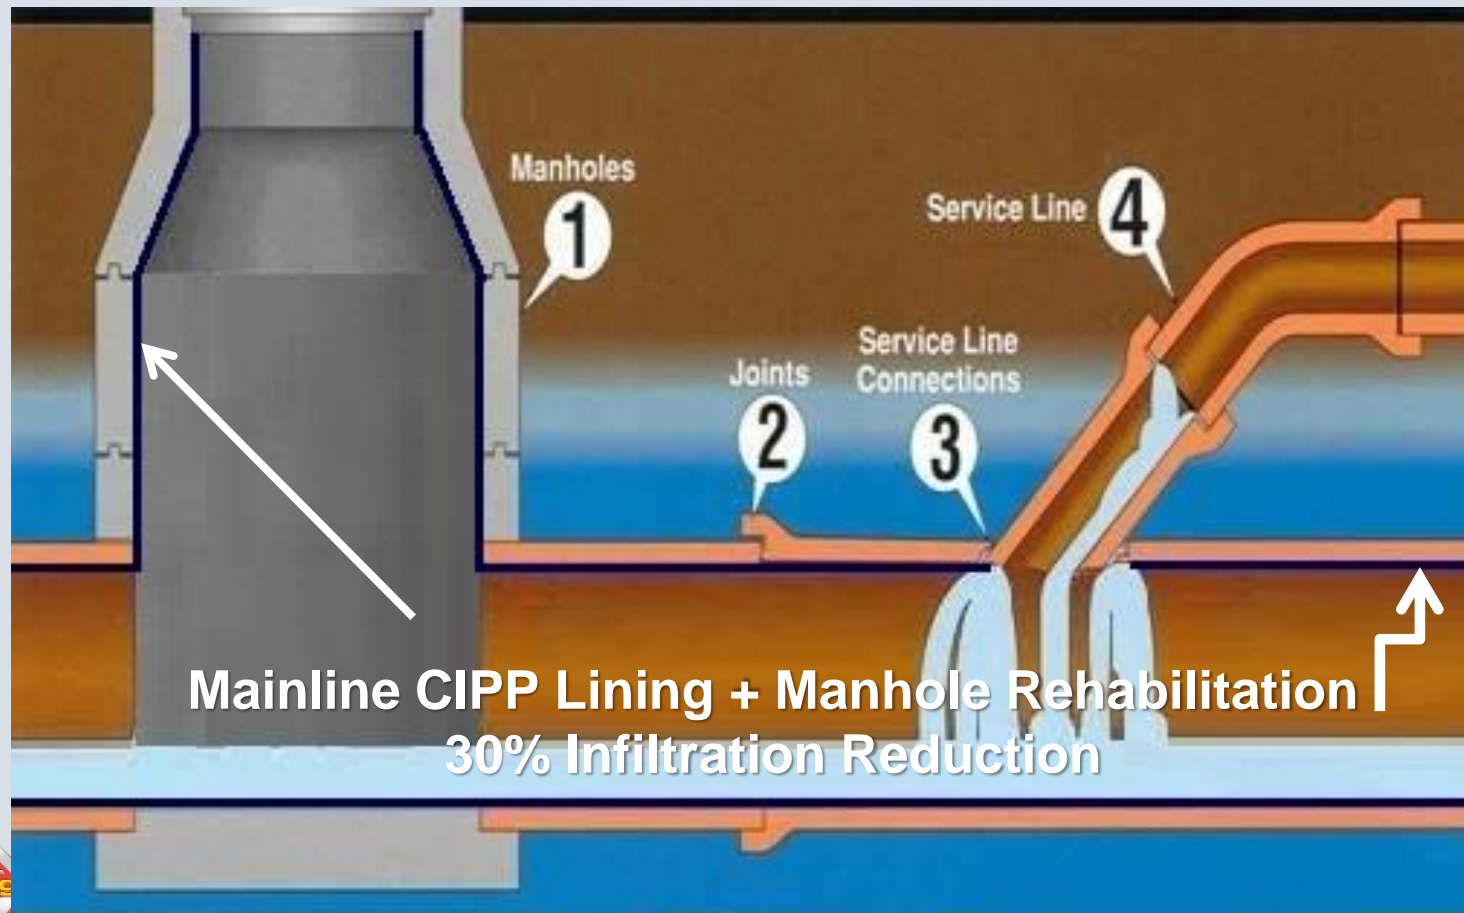 Manholes
1
Service Line 4
Service Line
Connections
3
Joints
2
Mainline CIPP Lining + Manhole Rehabilitation
30% Infiltration Reduction